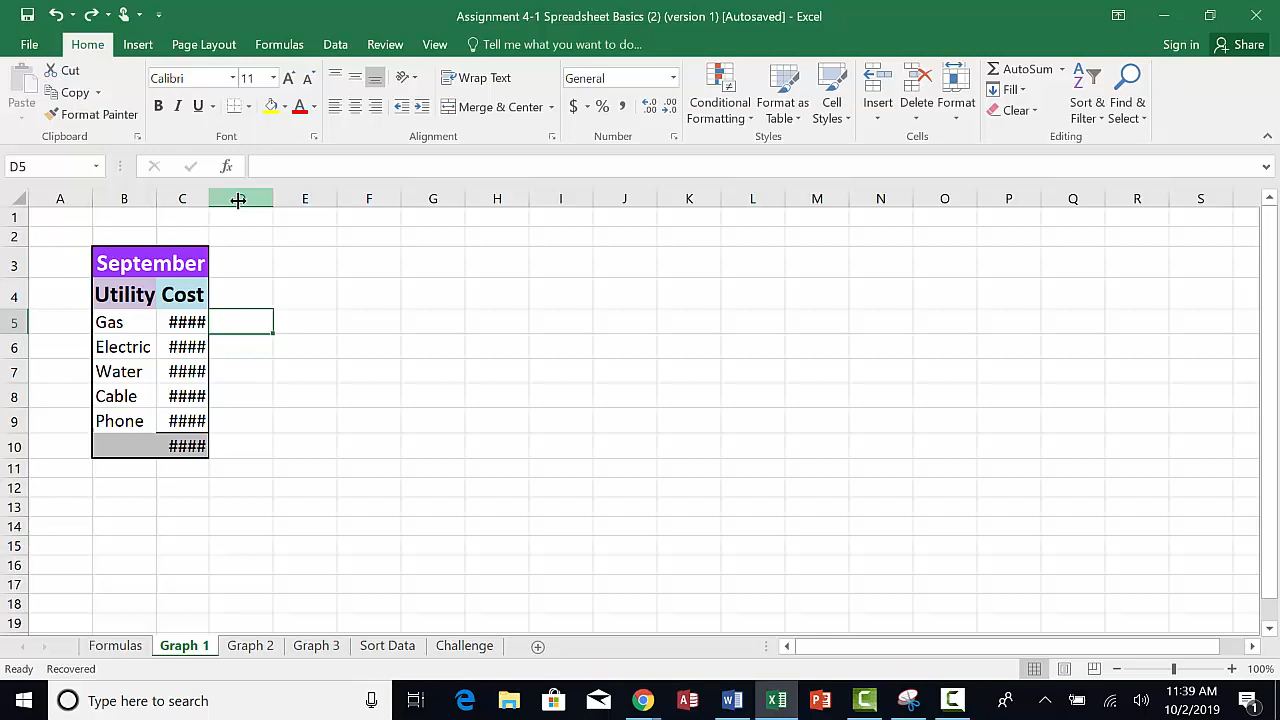 Assignment 4-1 Spreadsheet Basics (2) (version 1) [Autosaved] - Excel
File Home Insert Page Layout Formulas Data Review View Tell me what you want to do... Sign in Share
Paste Cut Copy Format Painter Clipboard
Calibri 11 B I U A Font
Wrap Text Merge & Center Alignment
General $ % , Number
Conditional Formatting Format as Table Cell Styles Styles
Insert Delete Format Cells
AutoSum Fill Clear Sort & Filter Find & Select Editing
D5 fx
A B C E F G H I J K L M N O P Q R S
1
2
3 September
4 Utility Cost
5 Gas ####
6 Electric ####
7 Water ####
8 Cable ####
9 Phone ####
10 ####
11
12
13
14
15
16
17
18
19
Formulas Graph 1 Graph 2 Graph 3 Sort Data Challenge
Ready Recovered 100%
Type here to search 11:39 AM
10/2/2019